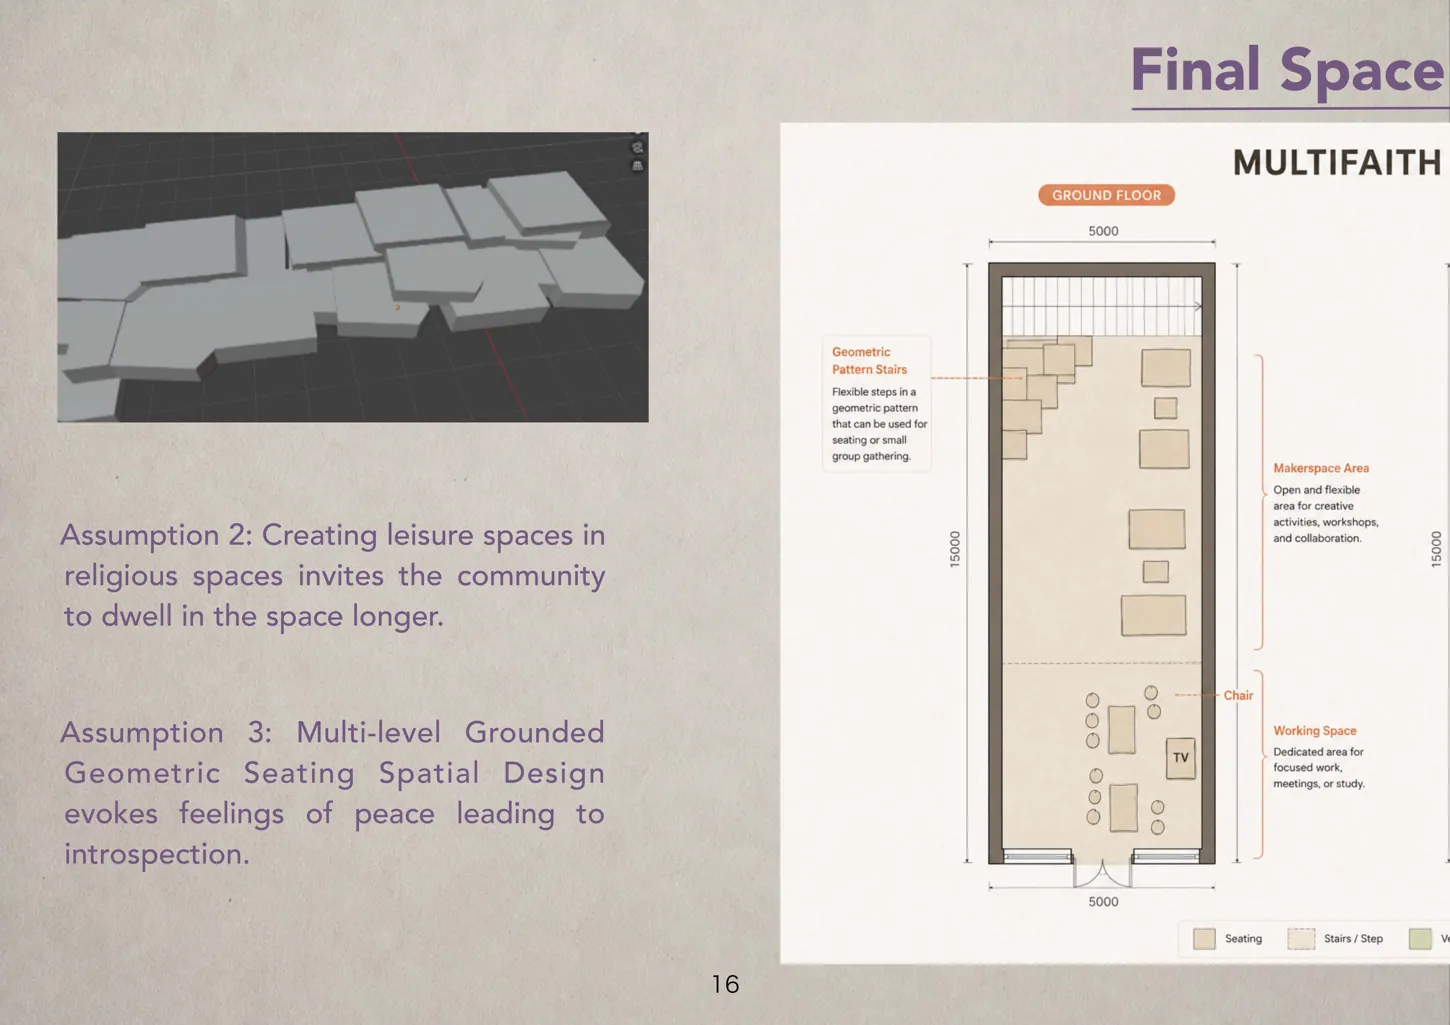 Final Space
MULTIFAITH
GROUND FLOOR
5000
Geometric
Pattern Stairs
Flexible steps in a
geometric pattern
that can be used for
seating or small
group gathering.
15000
15000
Makerspace Area
Open and flexible
area for creative
activities, workshops,
and collaboration.
Chair
Working Space
Dedicated area for
focused work,
meetings, or study.
TV
5000
Seating
Stairs / Step
Assumption 2: Creating leisure spaces in
religious spaces invites the community
to dwell in the space longer.
Assumption 3: Multi-level Grounded
Geometric Seating Spatial Design
evokes feelings of peace leading to
introspection.
16